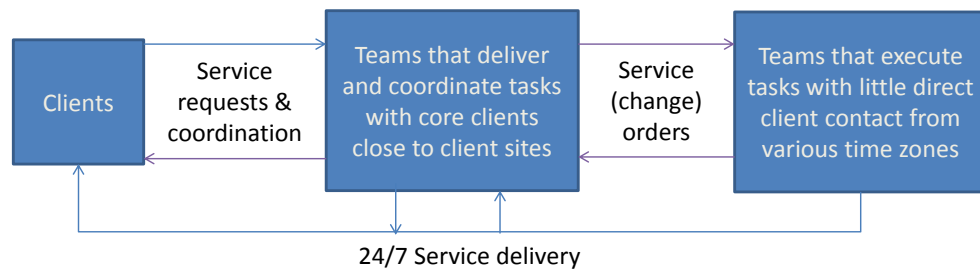 Clients
Service
requests &
coordination
Teams that deliver
and coordinate tasks
with core clients
close to client sites
Service
(change)
orders
Teams that execute
tasks with little direct
client contact from
various time zones
24/7 Service delivery